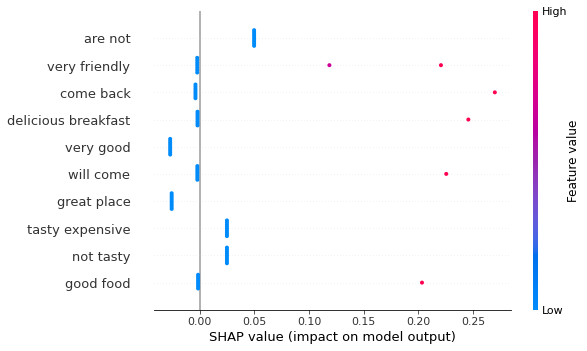 High
are not
very friendly
come back
delicious breakfast
very good
will come
great place
tasty expensive
not tasty
good food
Feature value
Low
0.00 0.05 0.10 0.15 0.20 0.25
SHAP value (impact on model output)